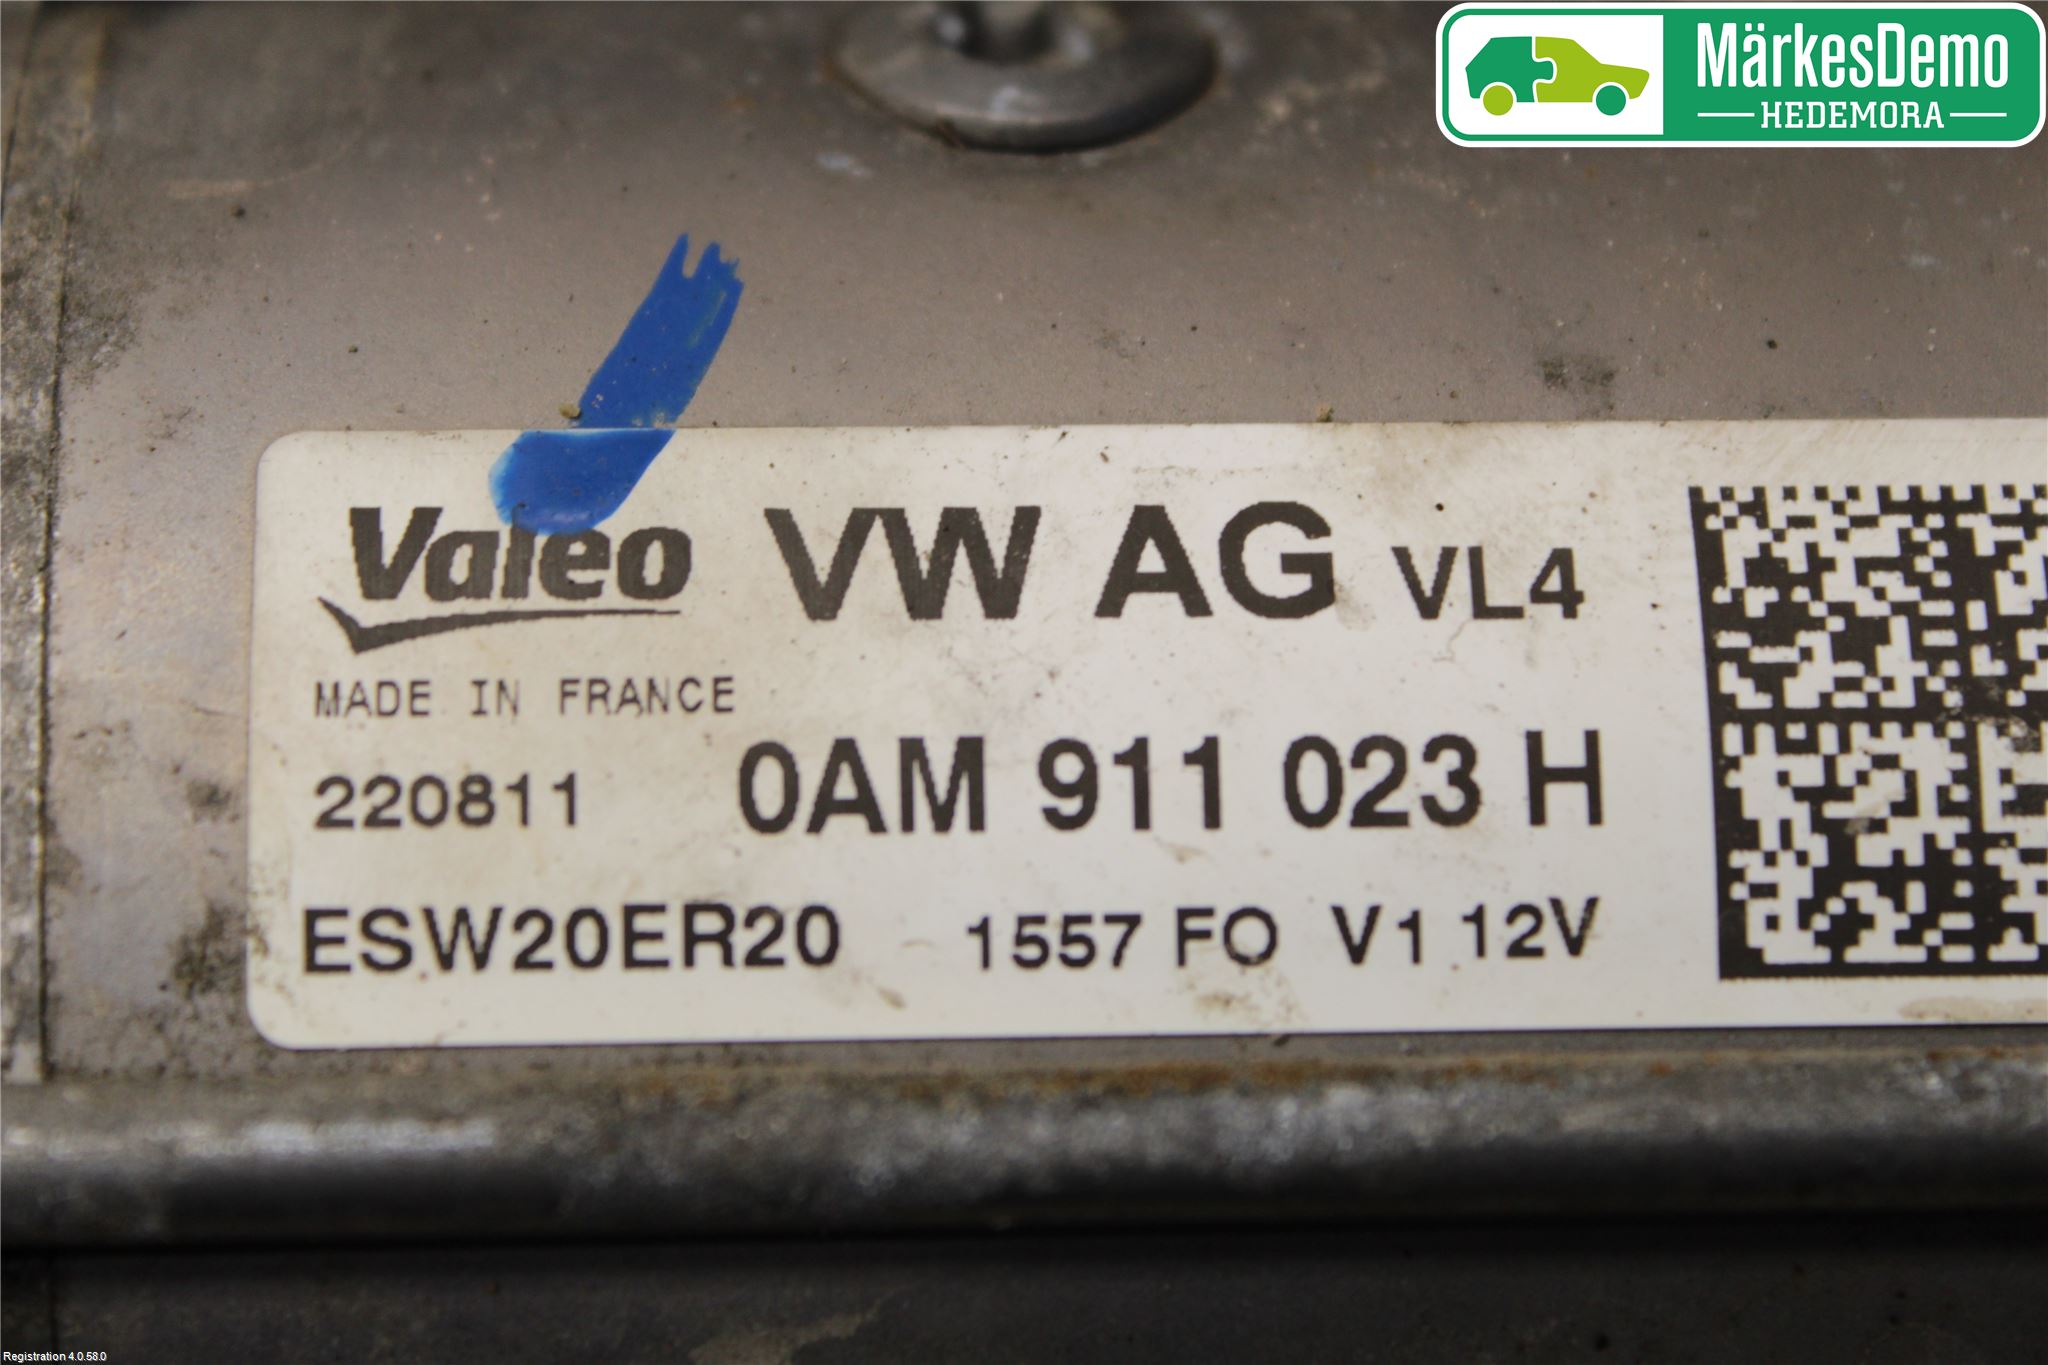 MärkesDemo
HEDEMORA
Valeo VW AG VL4
MADE IN FRANCE
220811 0AM 911 023 H
ESW20ER20 1557 FO V1 12V
Registration 4.0.58.0